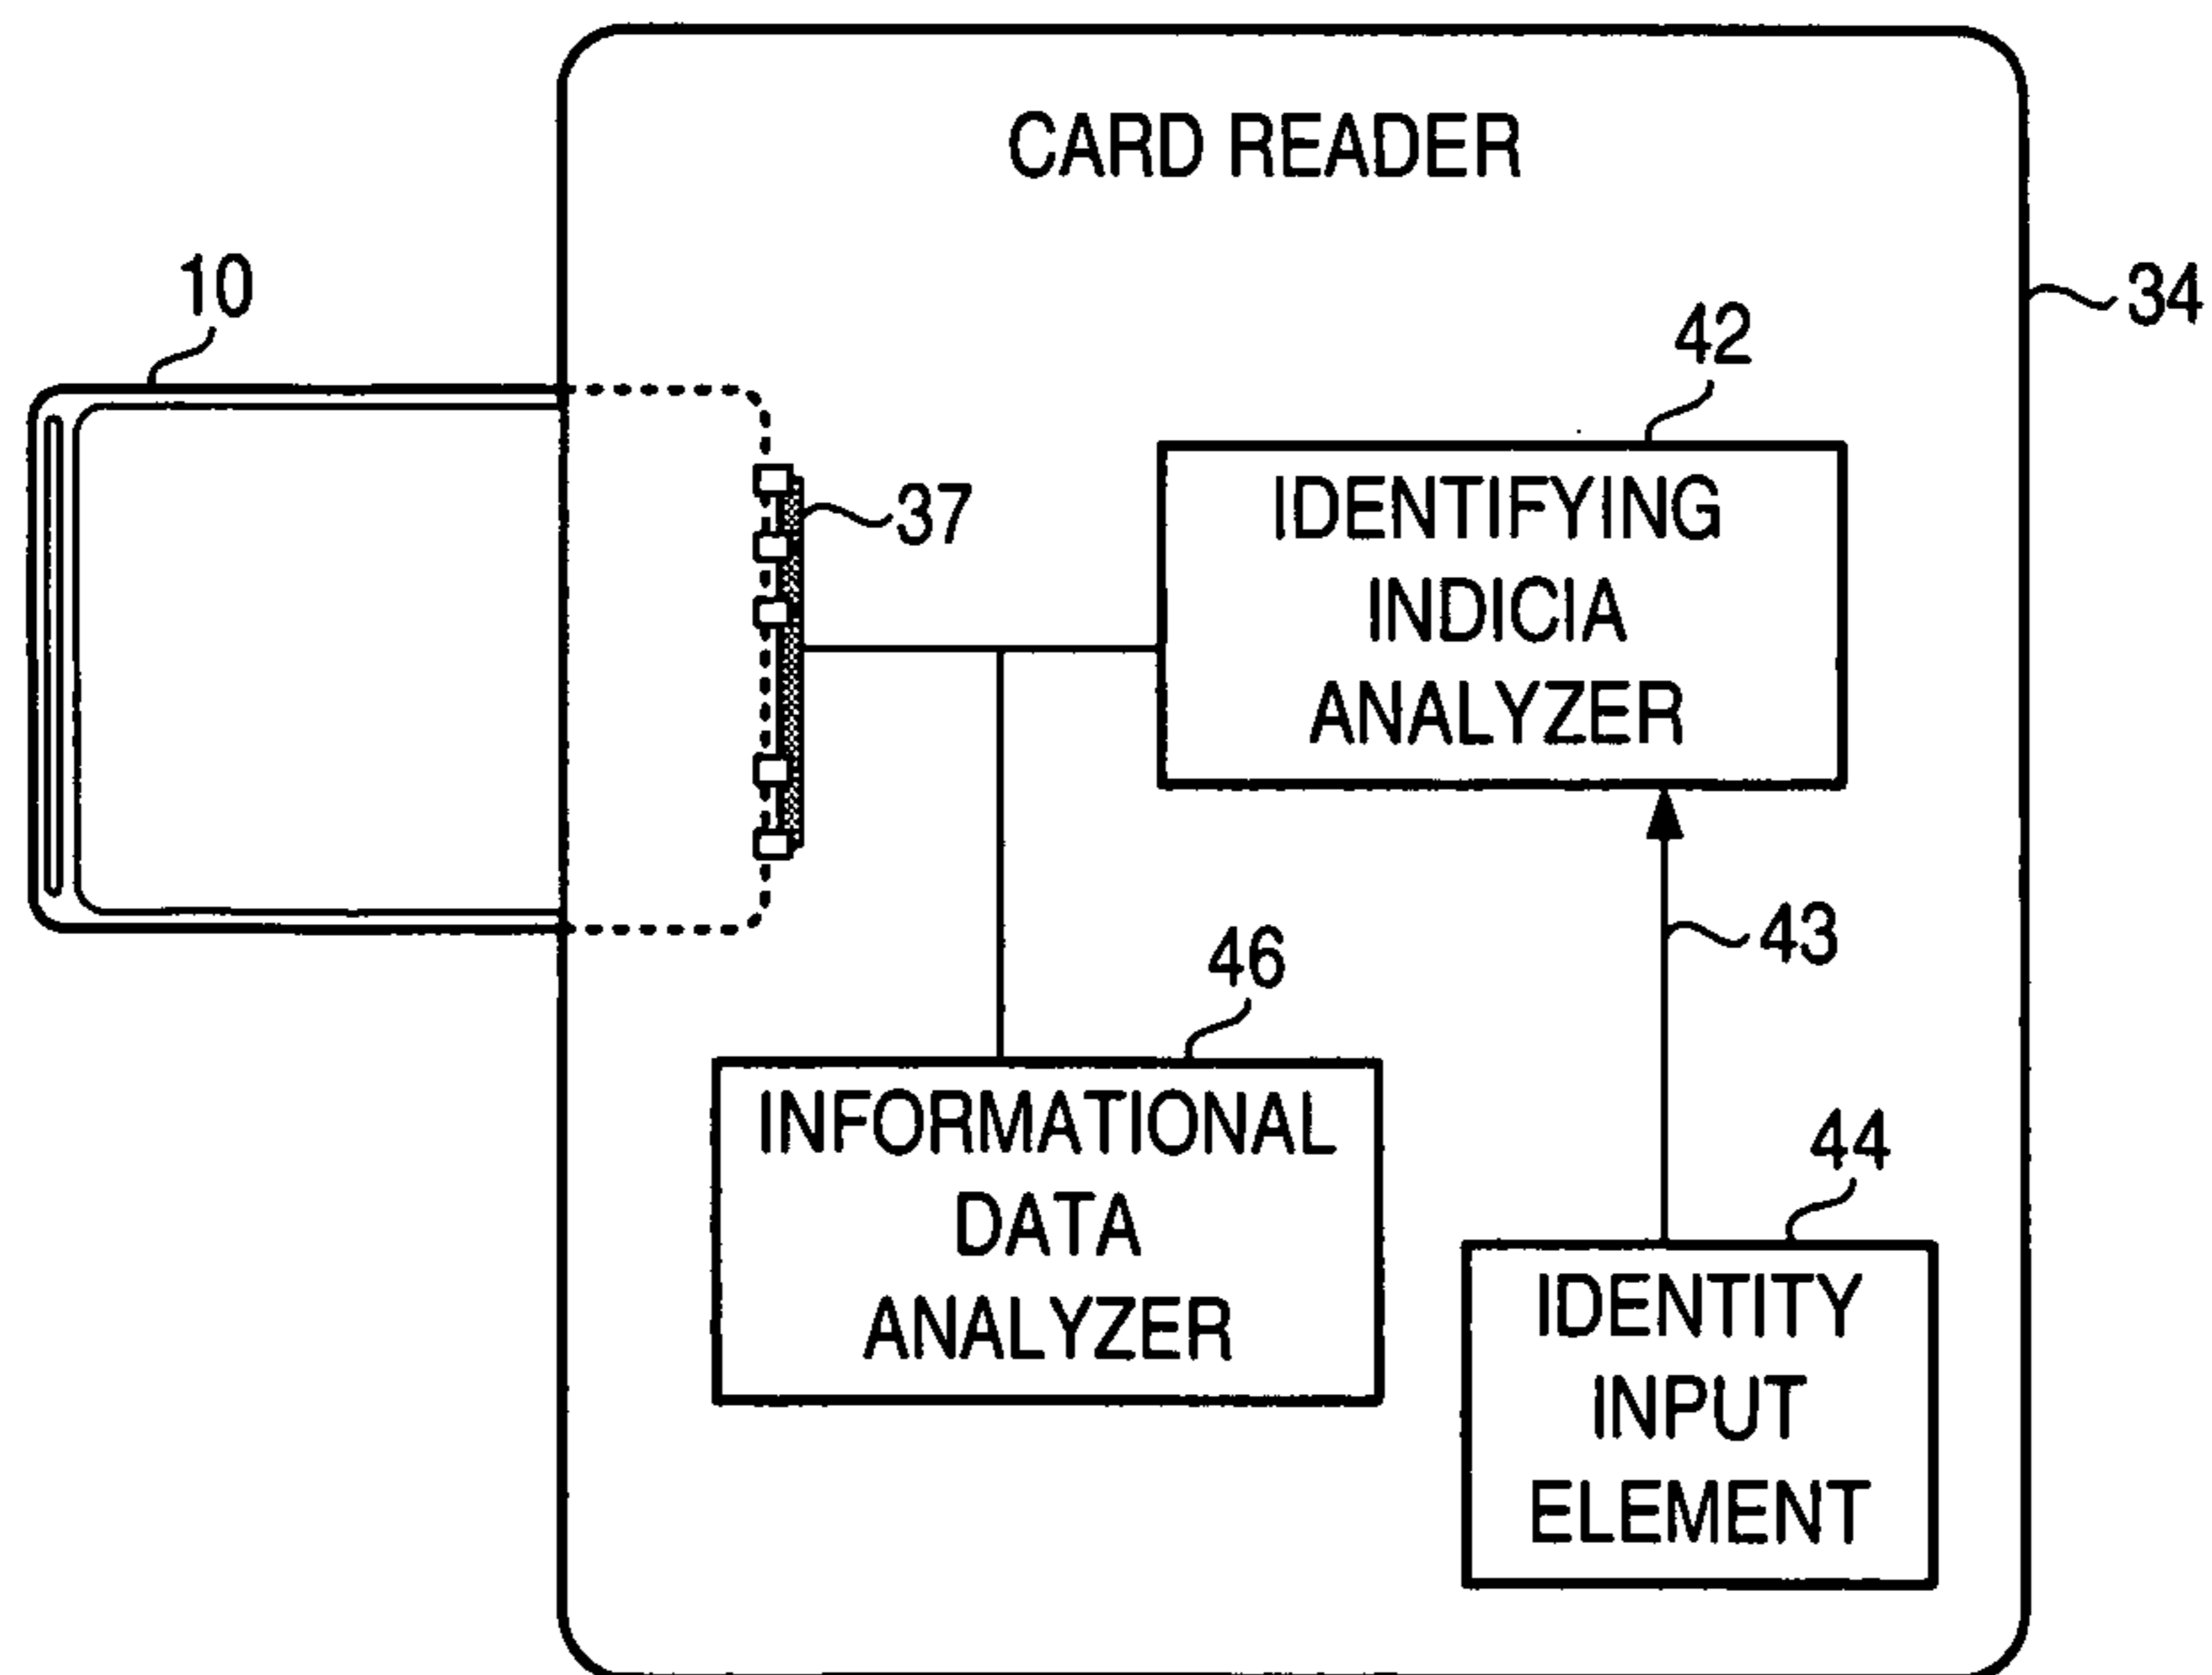 CARD READER
10
34
42
37
IDENTIFYING
INDICIA
ANALYZER
43
46
INFORMATIONAL
DATA
ANALYZER
44
IDENTITY
INPUT
ELEMENT